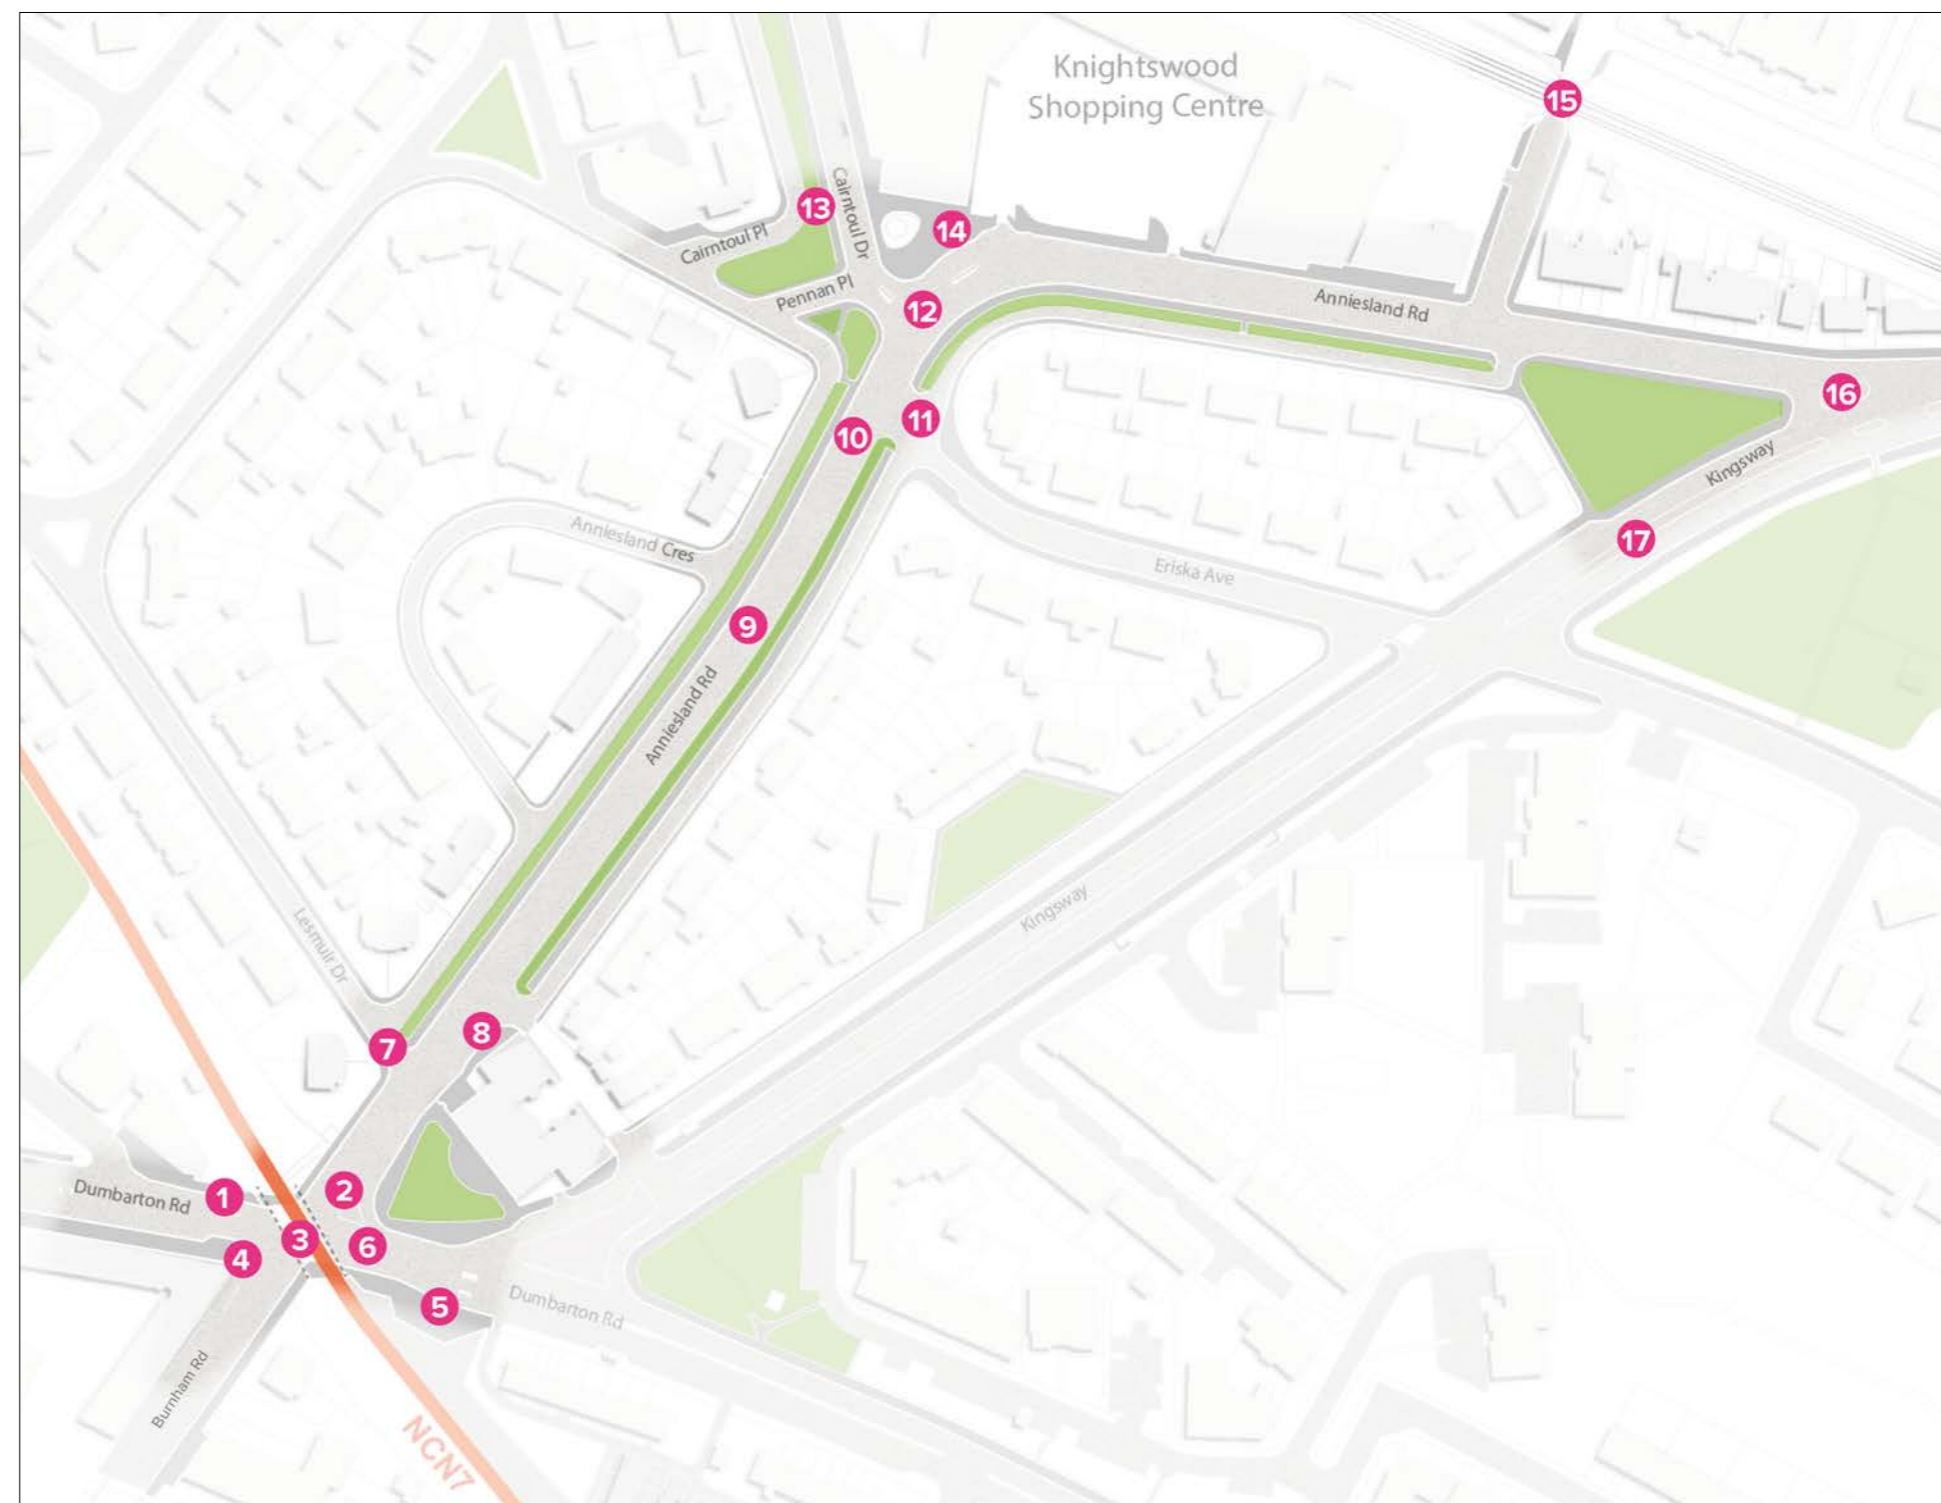 Knightswood
Shopping Centre
15
13
Cairntoul Dr
14
Cairntoul Pl
Pennan Pl
12
Anniesland Rd
16
11
10
Kingsway
17
Anniesland Cres
Eriska Ave
9
Anniesland Rd
Kingsway
Lesmuir Dr
8
7
Dumbarton Rd
1
2
3
6
4
5
Dumbarton Rd
Burnham Rd
NCN7